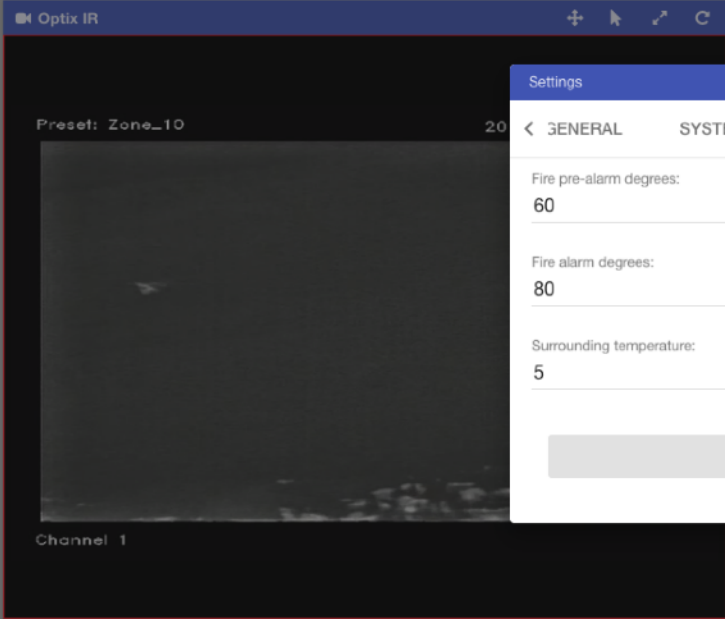 Optix IR
Preset: Zone_10
20
Settings
GENERAL
SYSTE
Fire pre-alarm degrees:
60
Fire alarm degrees:
80
Surrounding temperature:
5
Channel 1